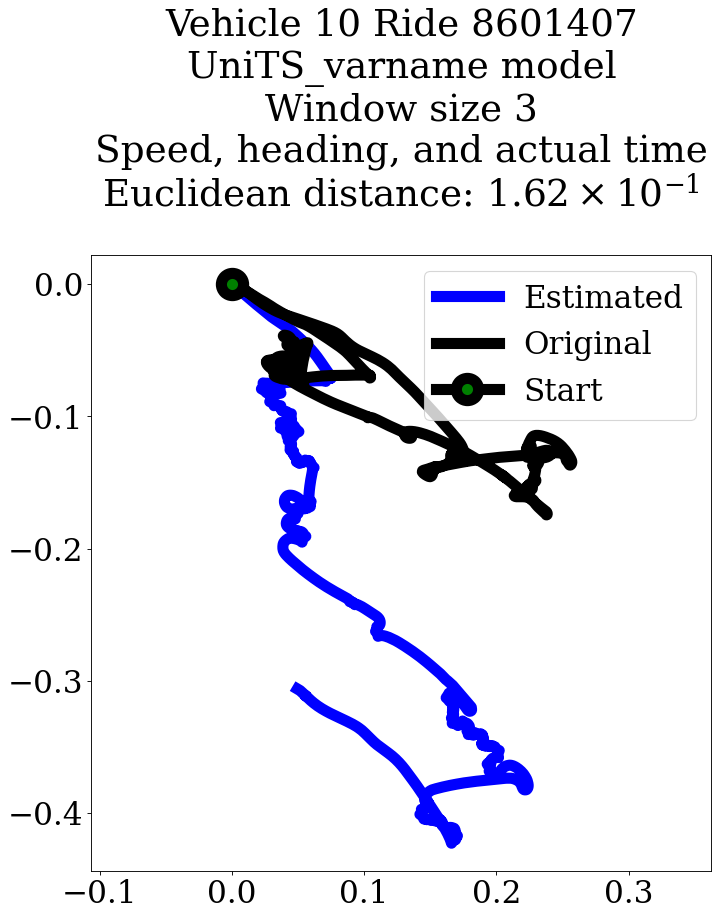 Vehicle 10 Ride 8601407
UniTS_varname model
Window size 3
Speed, heading, and actual time
Euclidean distance: 1.62 × 10⁻¹
Estimated
Original
Start
0.0
−0.1
−0.2
−0.3
−0.4
−0.1 0.0 0.1 0.2 0.3